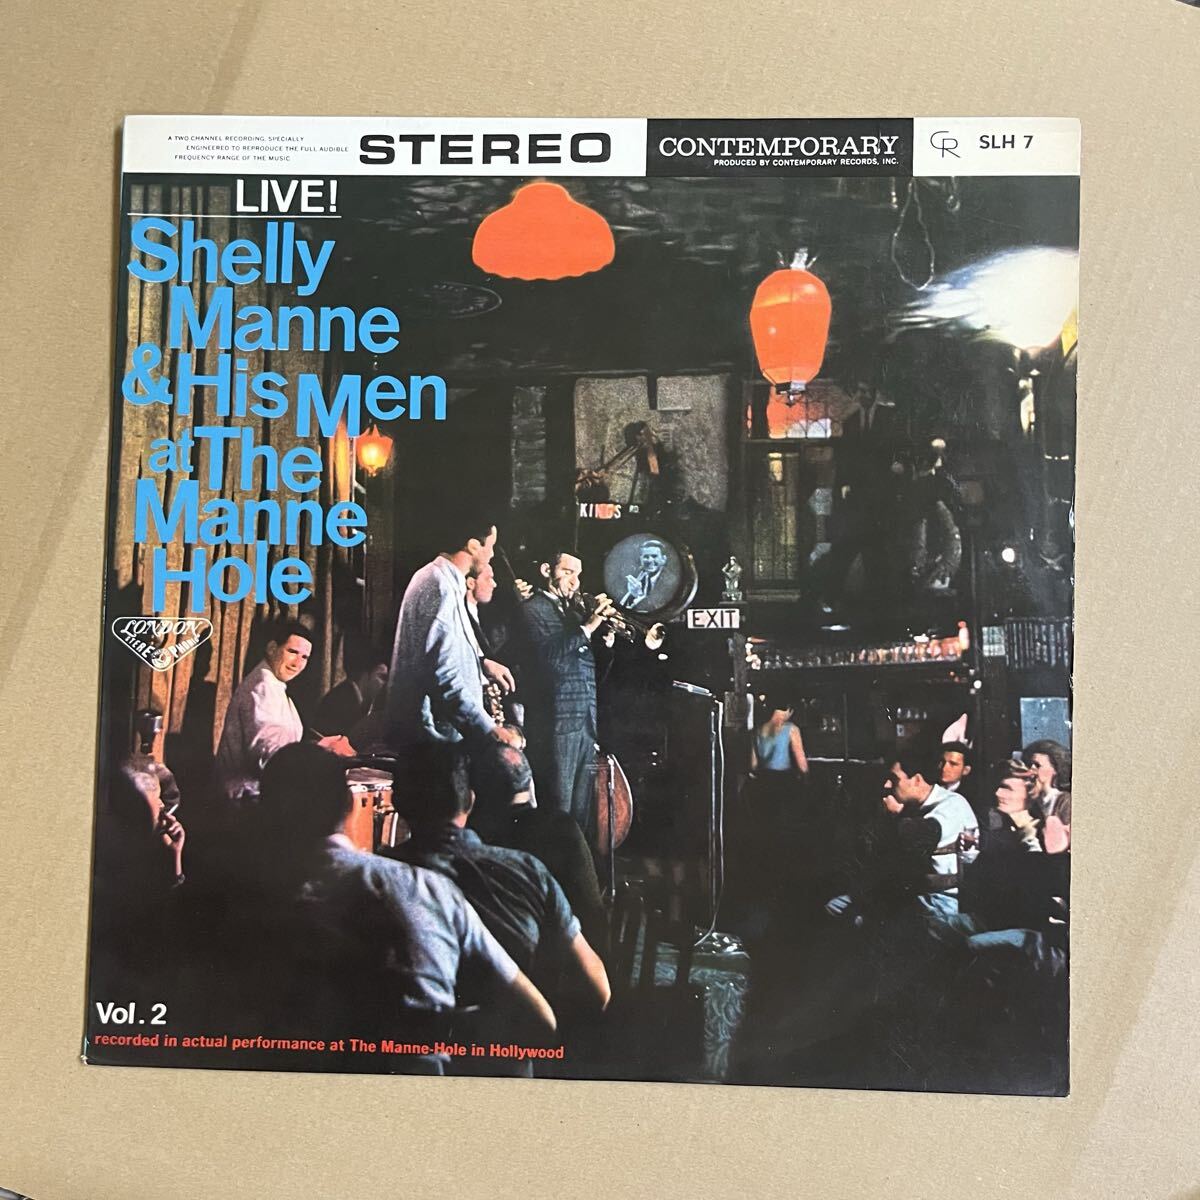 A TWO CHANNEL RECORDING, SPECIALLY
ENGINEERED TO REPRODUCE THE FULL AUDIBLE
FREQUENCY RANGE OF THE MUSIC
STEREO
CONTEMPORARY
PRODUCED BY CONTEMPORARY RECORDS, INC.
CR
SLH 7
LIVE!
Shelly
Manne
&His Men
at The
Manne
Hole
LONDON
KINGS RD.
EXIT
Vol. 2
recorded in actual performance at The Manne-Hole in Hollywood